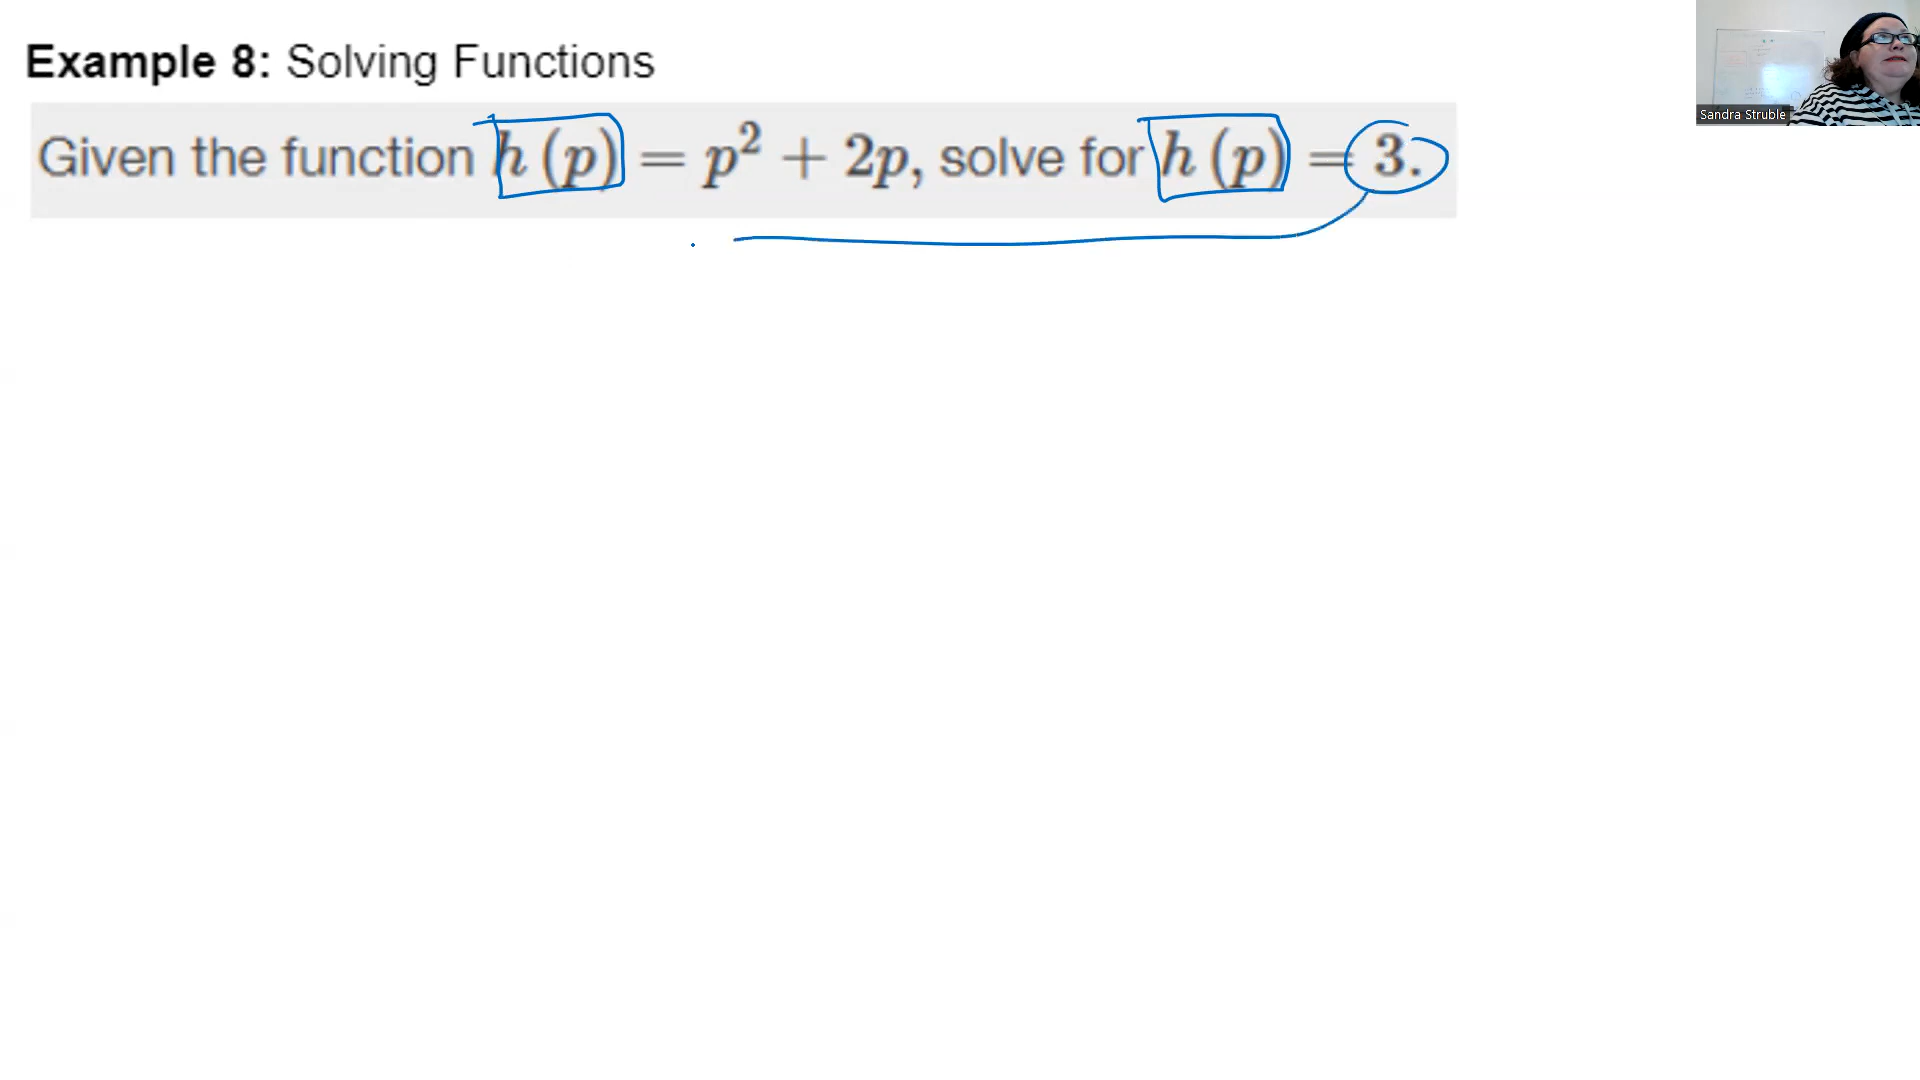 Example 8: Solving Functions
Given the function h (p) = p² + 2p, solve for h (p) = 3.
Sandra Struble